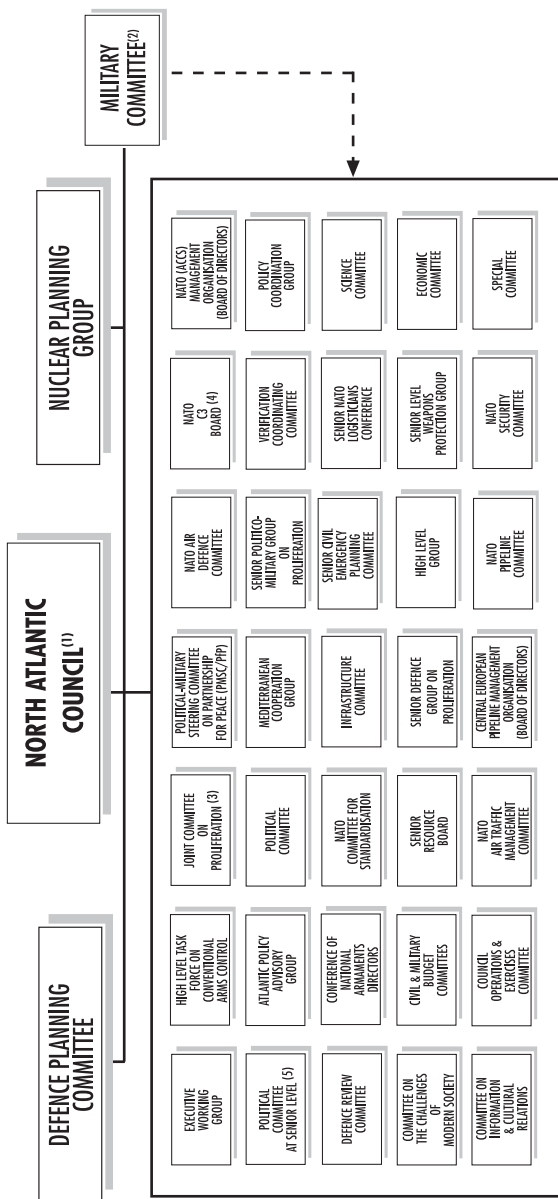 DEFENCE PLANNING
COMMITTEE
NORTH ATLANTIC
COUNCIL(1)
NUCLEAR PLANNING
GROUP
MILITARY
COMMITTEE(2)
EXECUTIVE
WORKING
GROUP
HIGH LEVEL TASK
FORCE ON
CONVENTIONAL
ARMS CONTROL
JOINT COMMITTEE
ON
PROLIFERATION (3)
POLITICAL-MILITARY
STEERING COMMITTEE
ON PARTNERSHIP
FOR PEACE (PMSC/PfP)
NATO AIR
DEFENCE
COMMITTEE
NATO
C3
BOARD (4)
NATO (ACCS)
MANAGEMENT
ORGANISATION
(BOARD OF DIRECTORS)
POLITICAL
COMMITTEE
AT SENIOR LEVEL (5)
ATLANTIC POLICY
ADVISORY
GROUP
POLITICAL
COMMITTEE
MEDITERRANEAN
COOPERATION
GROUP
SENIOR POLITICO-
MILITARY GROUP
ON
PROLIFERATION
VERIFICATION
COORDINATING
COMMITTEE
POLICY
COORDINATION
GROUP
DEFENCE REVIEW
COMMITTEE
CONFERENCE OF
NATIONAL
ARMAMENTS
DIRECTORS
NATO
COMMITTEE FOR
STANDARDISATION
INFRASTRUCTURE
COMMITTEE
SENIOR CIVIL
EMERGENCY
PLANNING
COMMITTEE
SENIOR NATO
LOGISTICIANS
CONFERENCE
SCIENCE
COMMITTEE
COMMITTEE ON
THE CHALLENGES
OF
MODERN SOCIETY
CIVIL & MILITARY
BUDGET
COMMITTEES
SENIOR
RESOURCE
BOARD
SENIOR DEFENCE
GROUP ON
PROLIFERATION
HIGH LEVEL
GROUP
SENIOR LEVEL
WEAPONS
PROTECTION GROUP
ECONOMIC
COMMITTEE
COMMITTEE ON
INFORMATION
& CULTURAL
RELATIONS
COUNCIL
OPERATIONS &
EXERCISES
COMMITTEE
NATO
AIR TRAFFIC
MANAGEMENT
COMMITTEE
CENTRAL EUROPEAN
PIPELINE MANAGEMENT
ORGANISATION
(BOARD OF DIRECTORS)
NATO
PIPELINE
COMMITTEE
NATO
SECURITY
COMMITTEE
SPECIAL
COMMITTEE